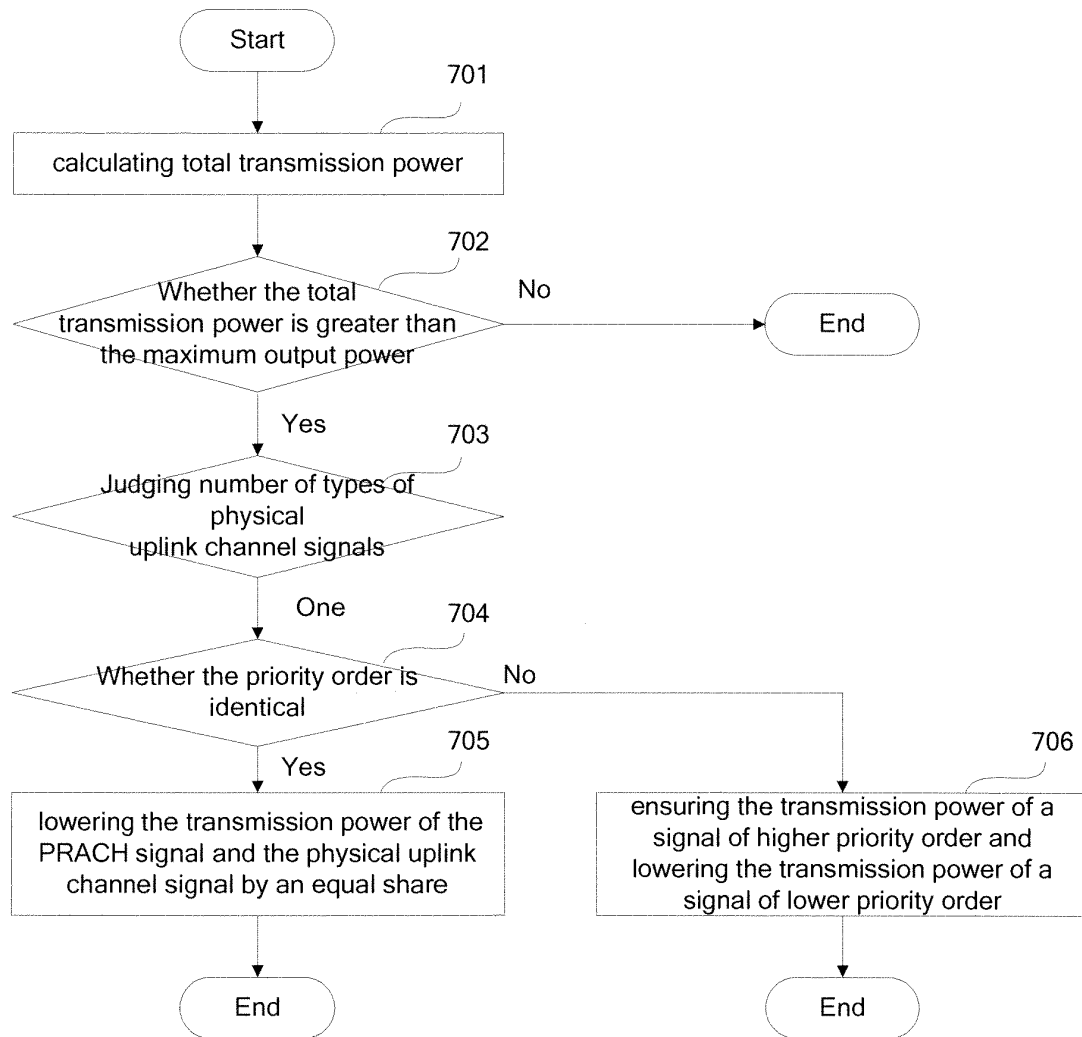 Start
701
calculating total transmission power
702
Whether the total
transmission power is greater than
the maximum output power
No
End
Yes
703
Judging number of types of
physical
uplink channel signals
One
704
Whether the priority order is
identical
No
Yes
705
lowering the transmission power of the
PRACH signal and the physical uplink
channel signal by an equal share
706
ensuring the transmission power of a
signal of higher priority order and
lowering the transmission power of a
signal of lower priority order
End
End